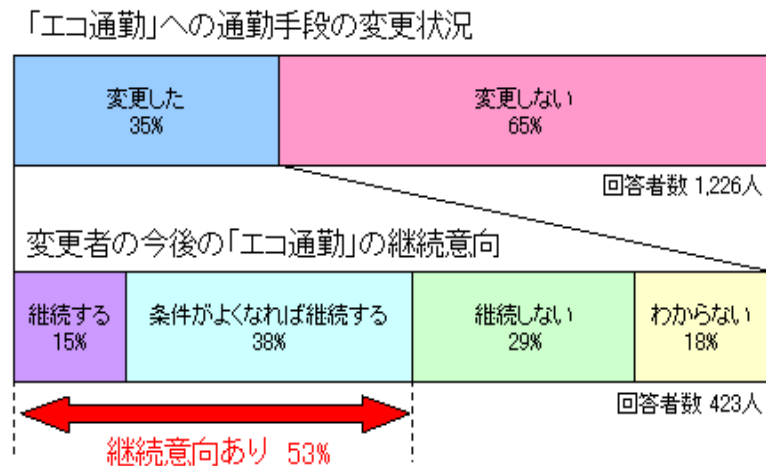 「エコ通勤」への通勤手段の変更状況
変更した
35%
変更しない
65%
回答者数 1,226人
変更者の今後の「エコ通勤」の継続意向
継続する
15%
条件がよくなれば継続する
38%
継続しない
29%
わからない
18%
回答者数 423人
継続意向あり 53%